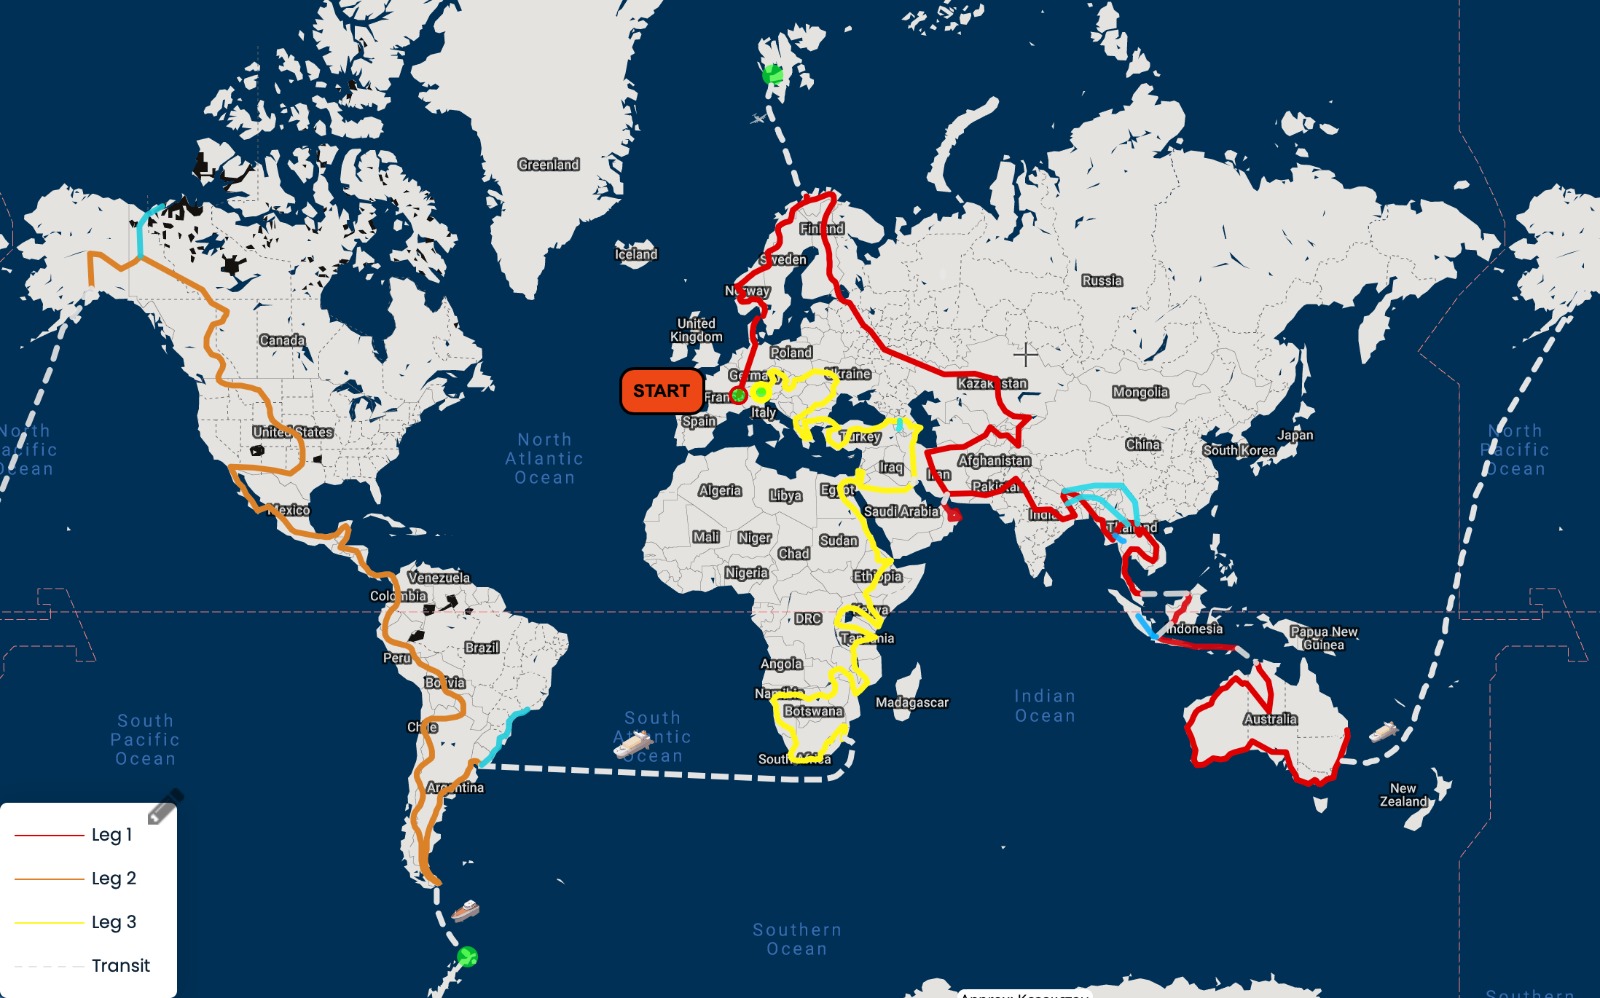 Greenland
Iceland
Finland
Sweden
Norway
Russia
United
Kingdom
Canada
Poland
Germa
Ukraine
START
Fran
Kazak stan
Mongolia
Italy
Spain
United States
Turkey
China
South Korea
Japan
North
Pacific
Ocean
North
Atlantic
Ocean
North
Pacific
Ocean
Iraq
Iran
Afghanistan
Algeria
Libya
Egypt
Pakistan
Saudi Arabia
India
Mexico
Thailand
Mali
Niger
Chad
Sudan
Nigeria
Ethiopia
Venezuela
Colombia
DRC
Kenya
Indonesia
Papua New
Guinea
Brazil
Tanzania
Peru
Angola
Bolivia
Namibia
Botswana
Madagascar
Indian
Ocean
South
Pacific
Ocean
Chile
South
Atlantic
Ocean
Australia
South Africa
Argentina
New
Zealand
Leg 1
Leg 2
Leg 3
Transit
Southern
Ocean
Southern